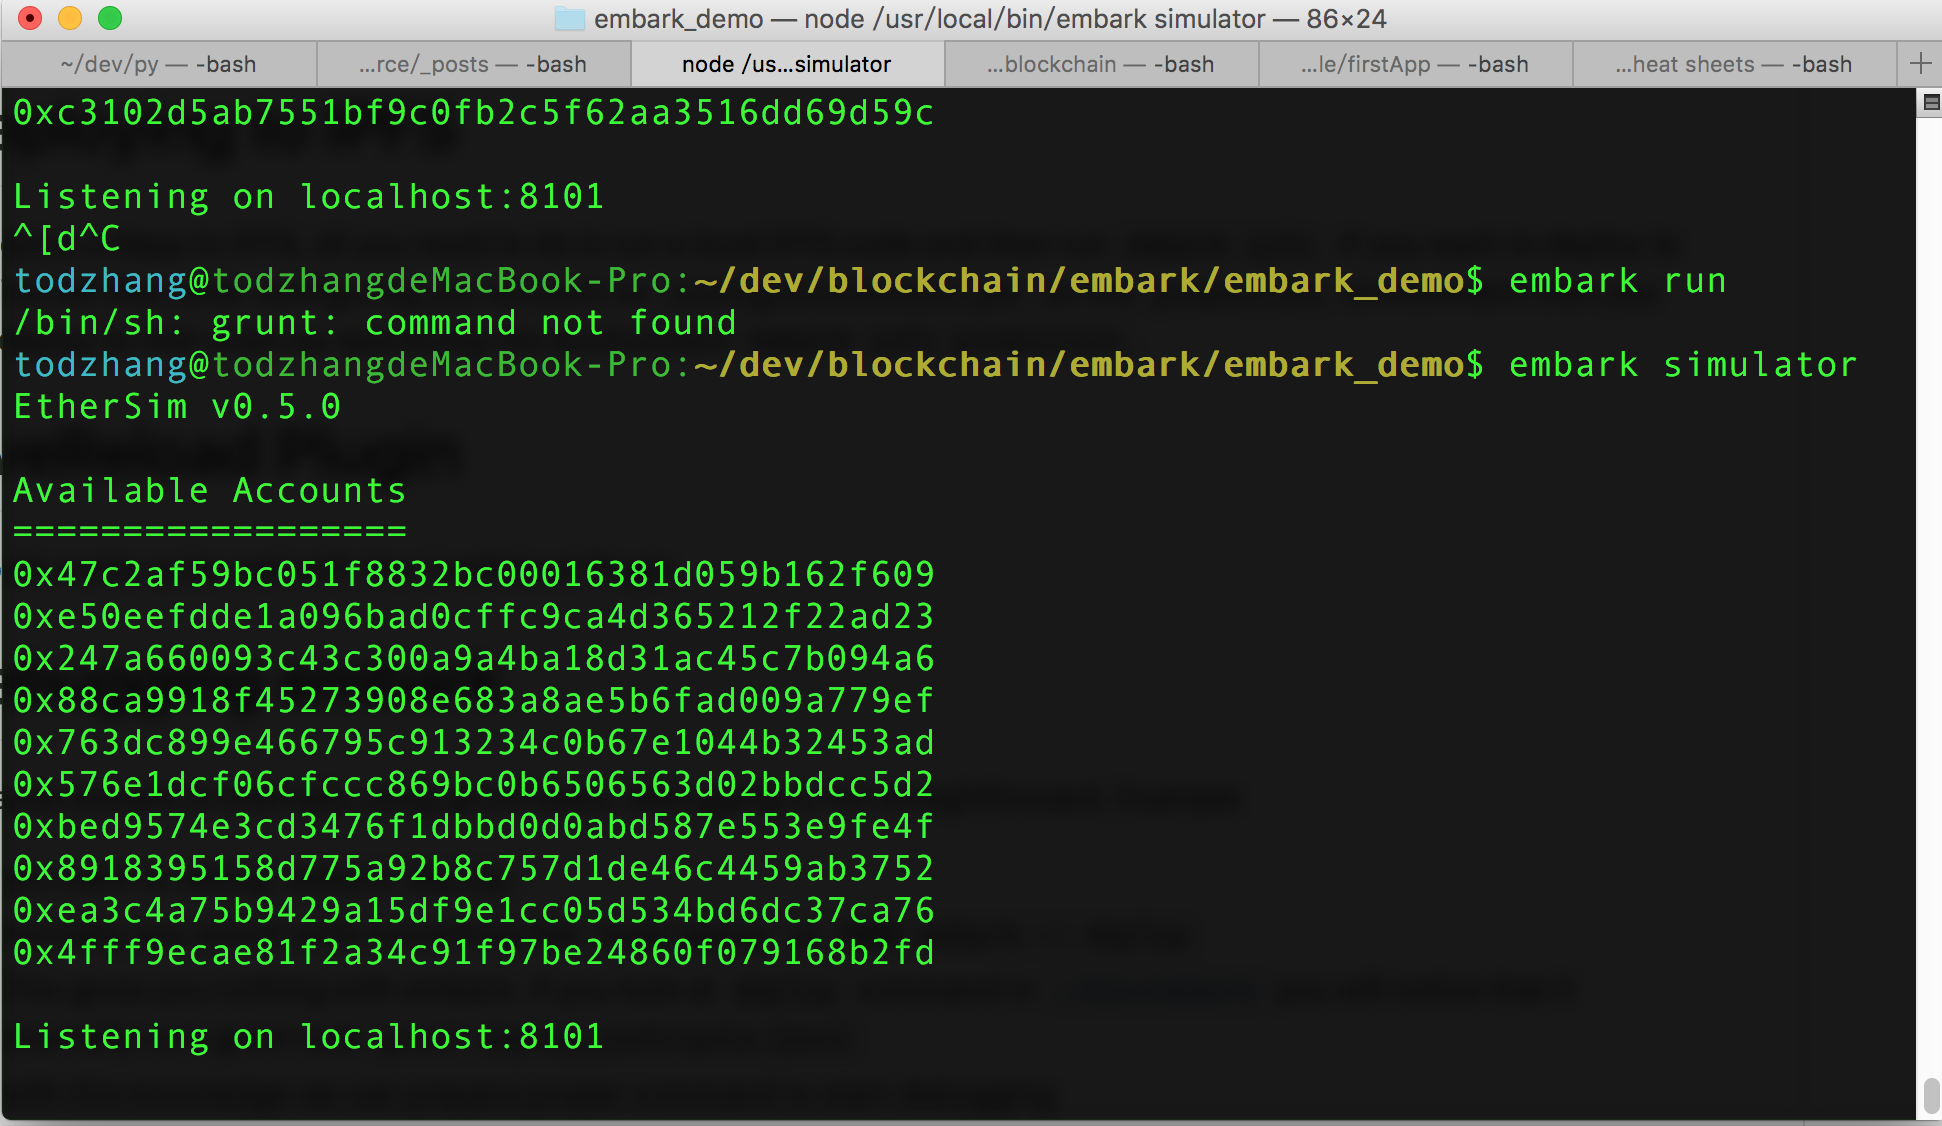 embark_demo — node /usr/local/bin/embark simulator — 86×24
~/dev/py — -bash
...rce/_posts — -bash
node /us...simulator
...blockchain — -bash
...le/firstApp — -bash
...heat sheets — -bash
0xc3102d5ab7551bf9c0fb2c5f62aa3516dd69d59c
Listening on localhost:8101
^[d^C
todzhang@todzhangdeMacBook-Pro:~/dev/blockchain/embark/embark_demo$ embark run
/bin/sh: grunt: command not found
todzhang@todzhangdeMacBook-Pro:~/dev/blockchain/embark/embark_demo$ embark simulator
EtherSim v0.5.0
Available Accounts
==================
0x47c2af59bc051f8832bc00016381d059b162f609
0xe50eefdde1a096bad0cffc9ca4d365212f22ad23
0x247a660093c43c300a9a4ba18d31ac45c7b094a6
0x88ca9918f45273908e683a8ae5b6fad009a779ef
0x763dc899e466795c913234c0b67e1044b32453ad
0x576e1dcf06cfccc869bc0b6506563d02bbdcc5d2
0xbed9574e3cd3476f1dbbd0d0abd587e553e9fe4f
0x8918395158d775a92b8c757d1de46c4459ab3752
0xea3c4a75b9429a15df9e1cc05d534bd6dc37ca76
0x4fff9ecae81f2a34c91f97be24860f079168b2fd
Listening on localhost:8101